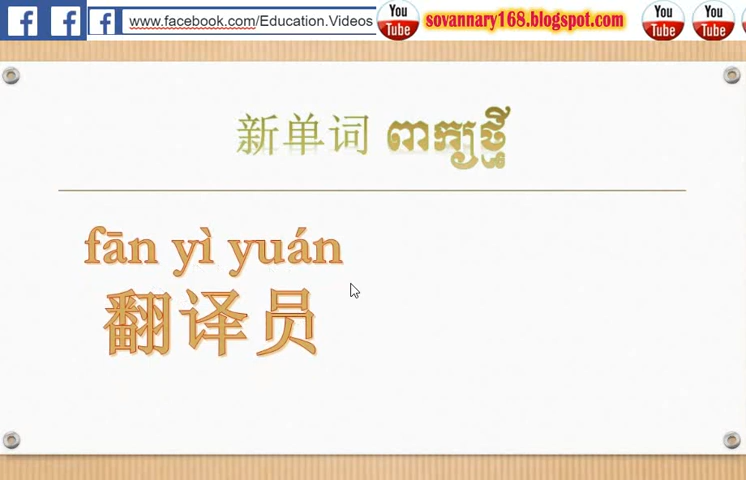 www.facebook.com/Education.Videos
You Tube
sovannary168.blogspot.com
You Tube
You Tube
新单词 ពាក្យថ្មី
fān yì yuán
翻译员